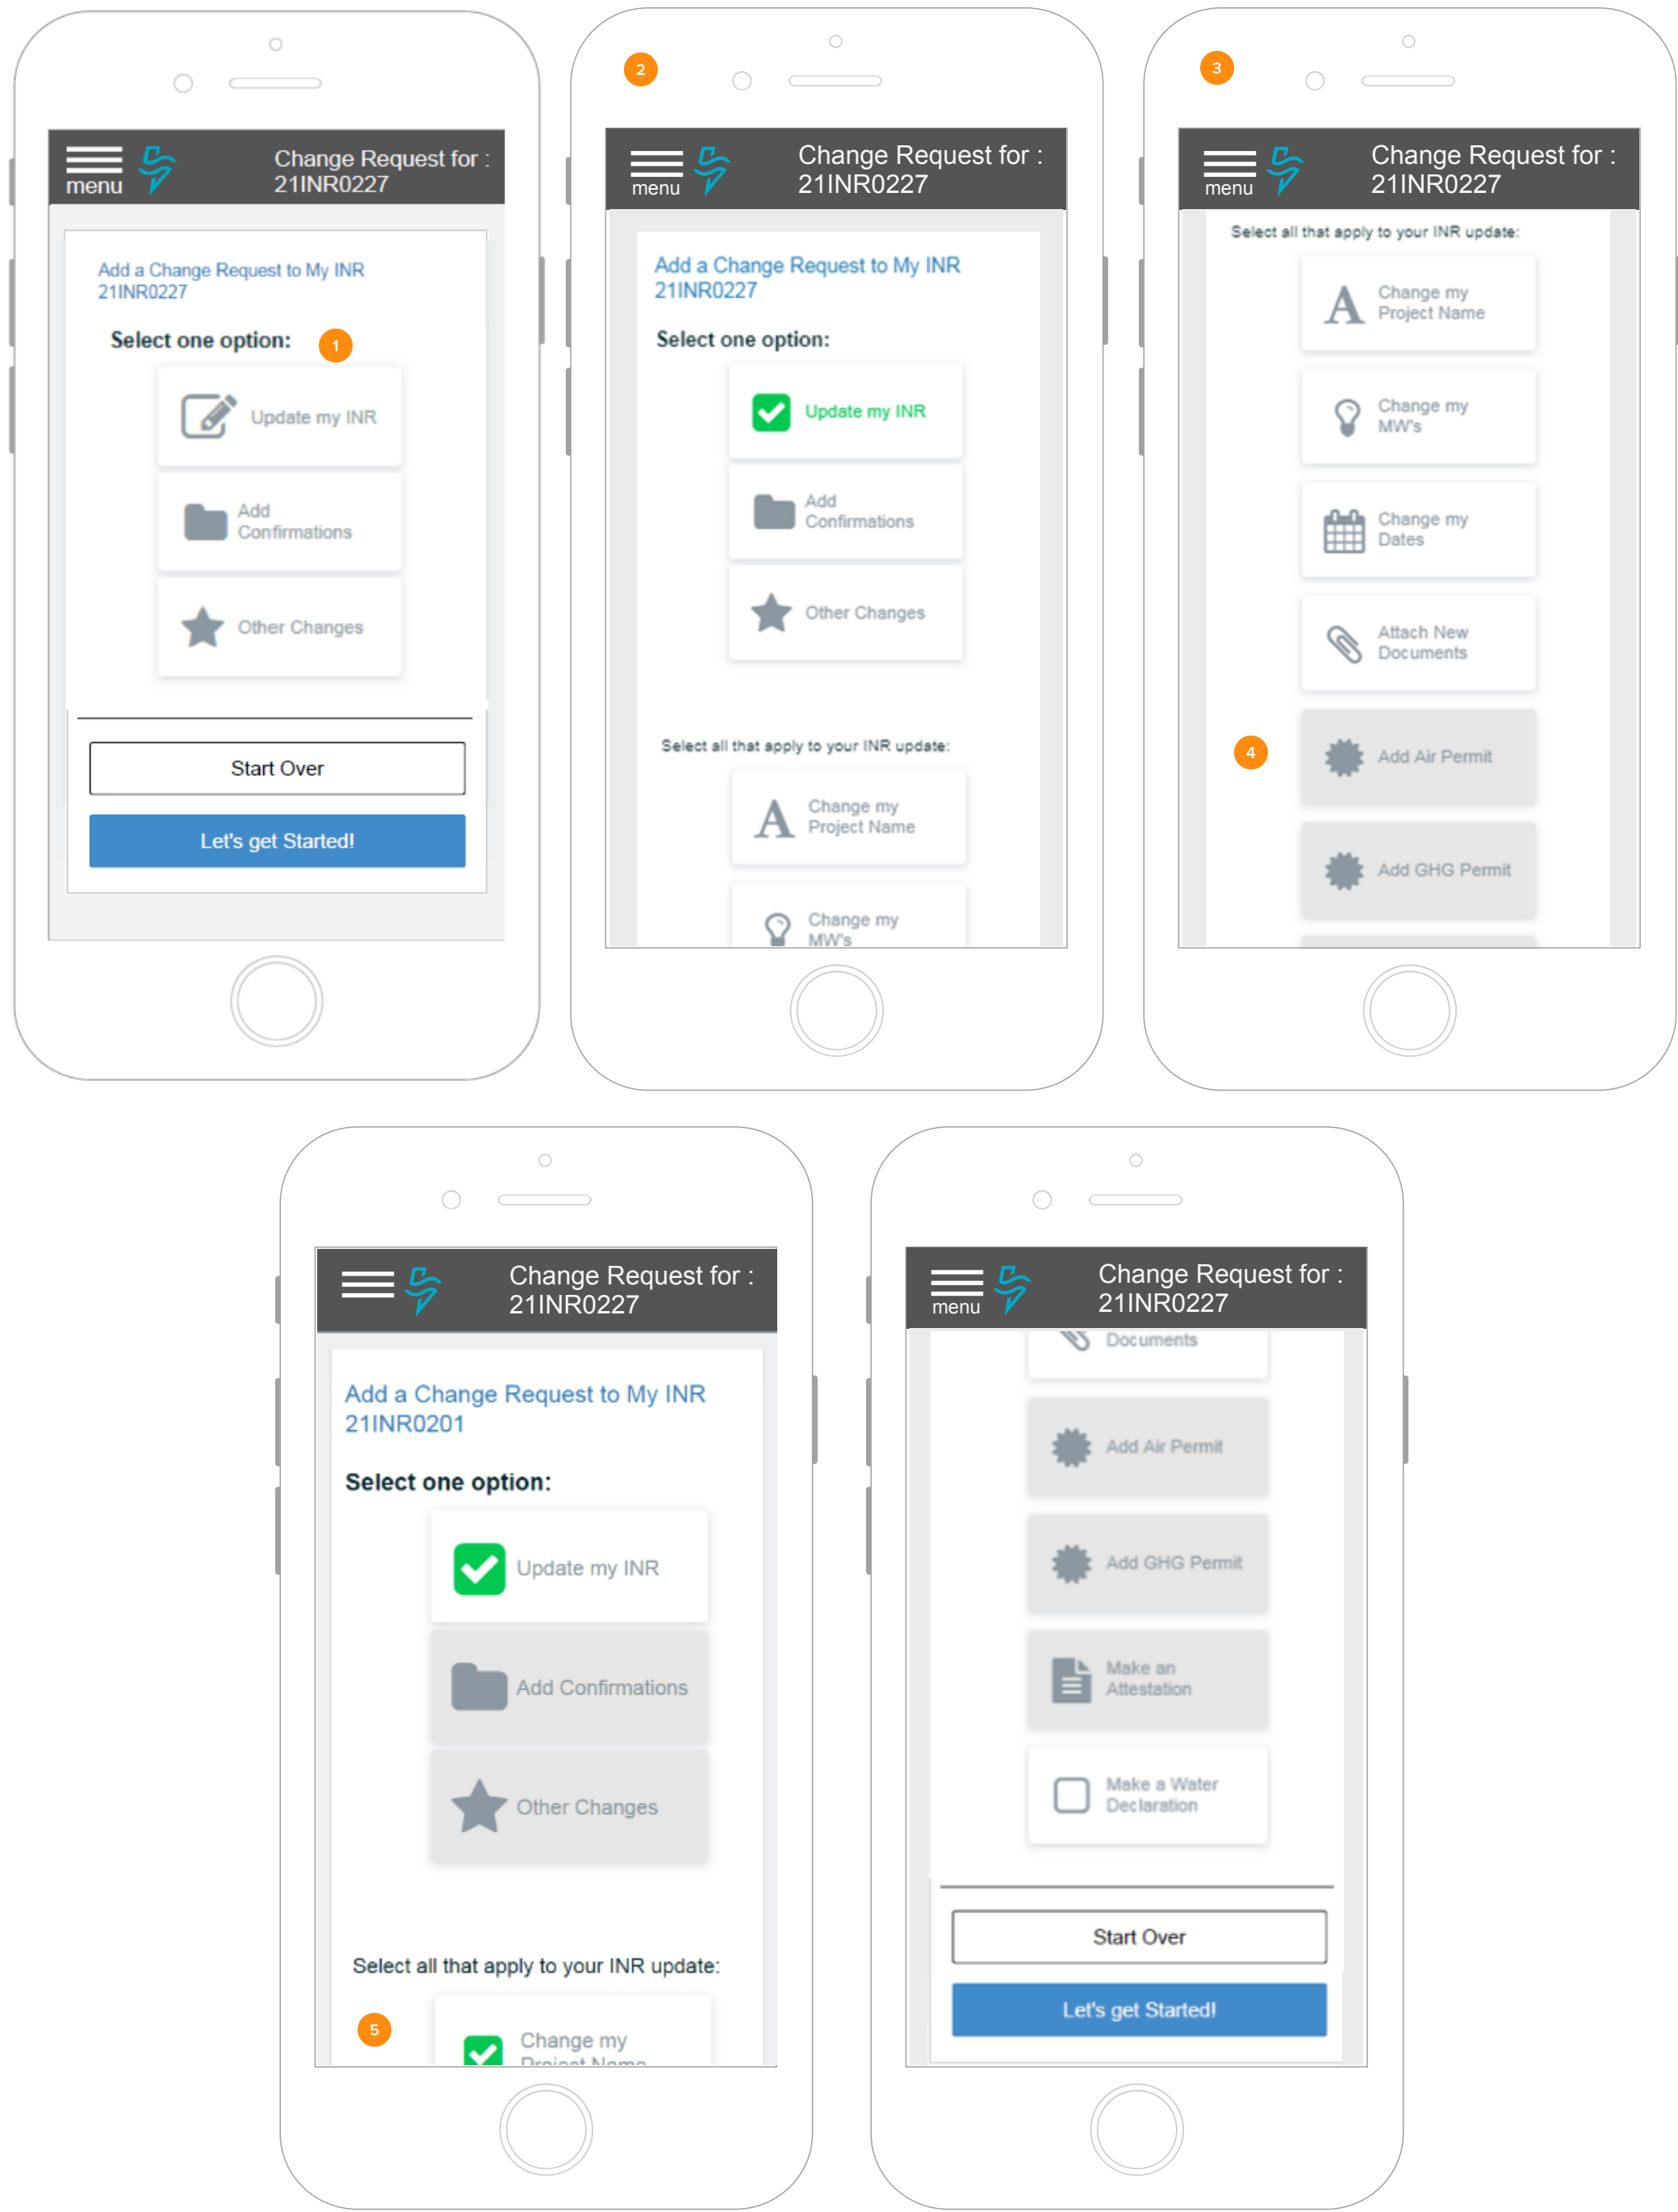 menu
Change Request for :
21INR0227
Add a Change Request to My INR
21INR0227
Select one option:
1
Update my INR
Add
Confirmations
Other Changes
Start Over
Let's get Started!
2
menu
Change Request for :
21INR0227
Add a Change Request to My INR
21INR0227
Select one option:
Update my INR
Add
Confirmations
Other Changes
Select all that apply to your INR update:
A
Change my
Project Name
Change my
MW's
3
menu
Change Request for :
21INR0227
Select all that apply to your INR update:
A
Change my
Project Name
Change my
MW's
Change my
Dates
Attach New
Documents
4
Add Air Permit
Add GHG Permit
Change Request for :
21INR0227
Add a Change Request to My INR
21INR0201
Select one option:
Update my INR
Add Confirmations
Other Changes
Select all that apply to your INR update:
5
Change my
Project Name
menu
Change Request for :
21INR0227
Documents
Add Air Permit
Add GHG Permit
Make an
Attestation
Make a Water
Declaration
Start Over
Let's get Started!